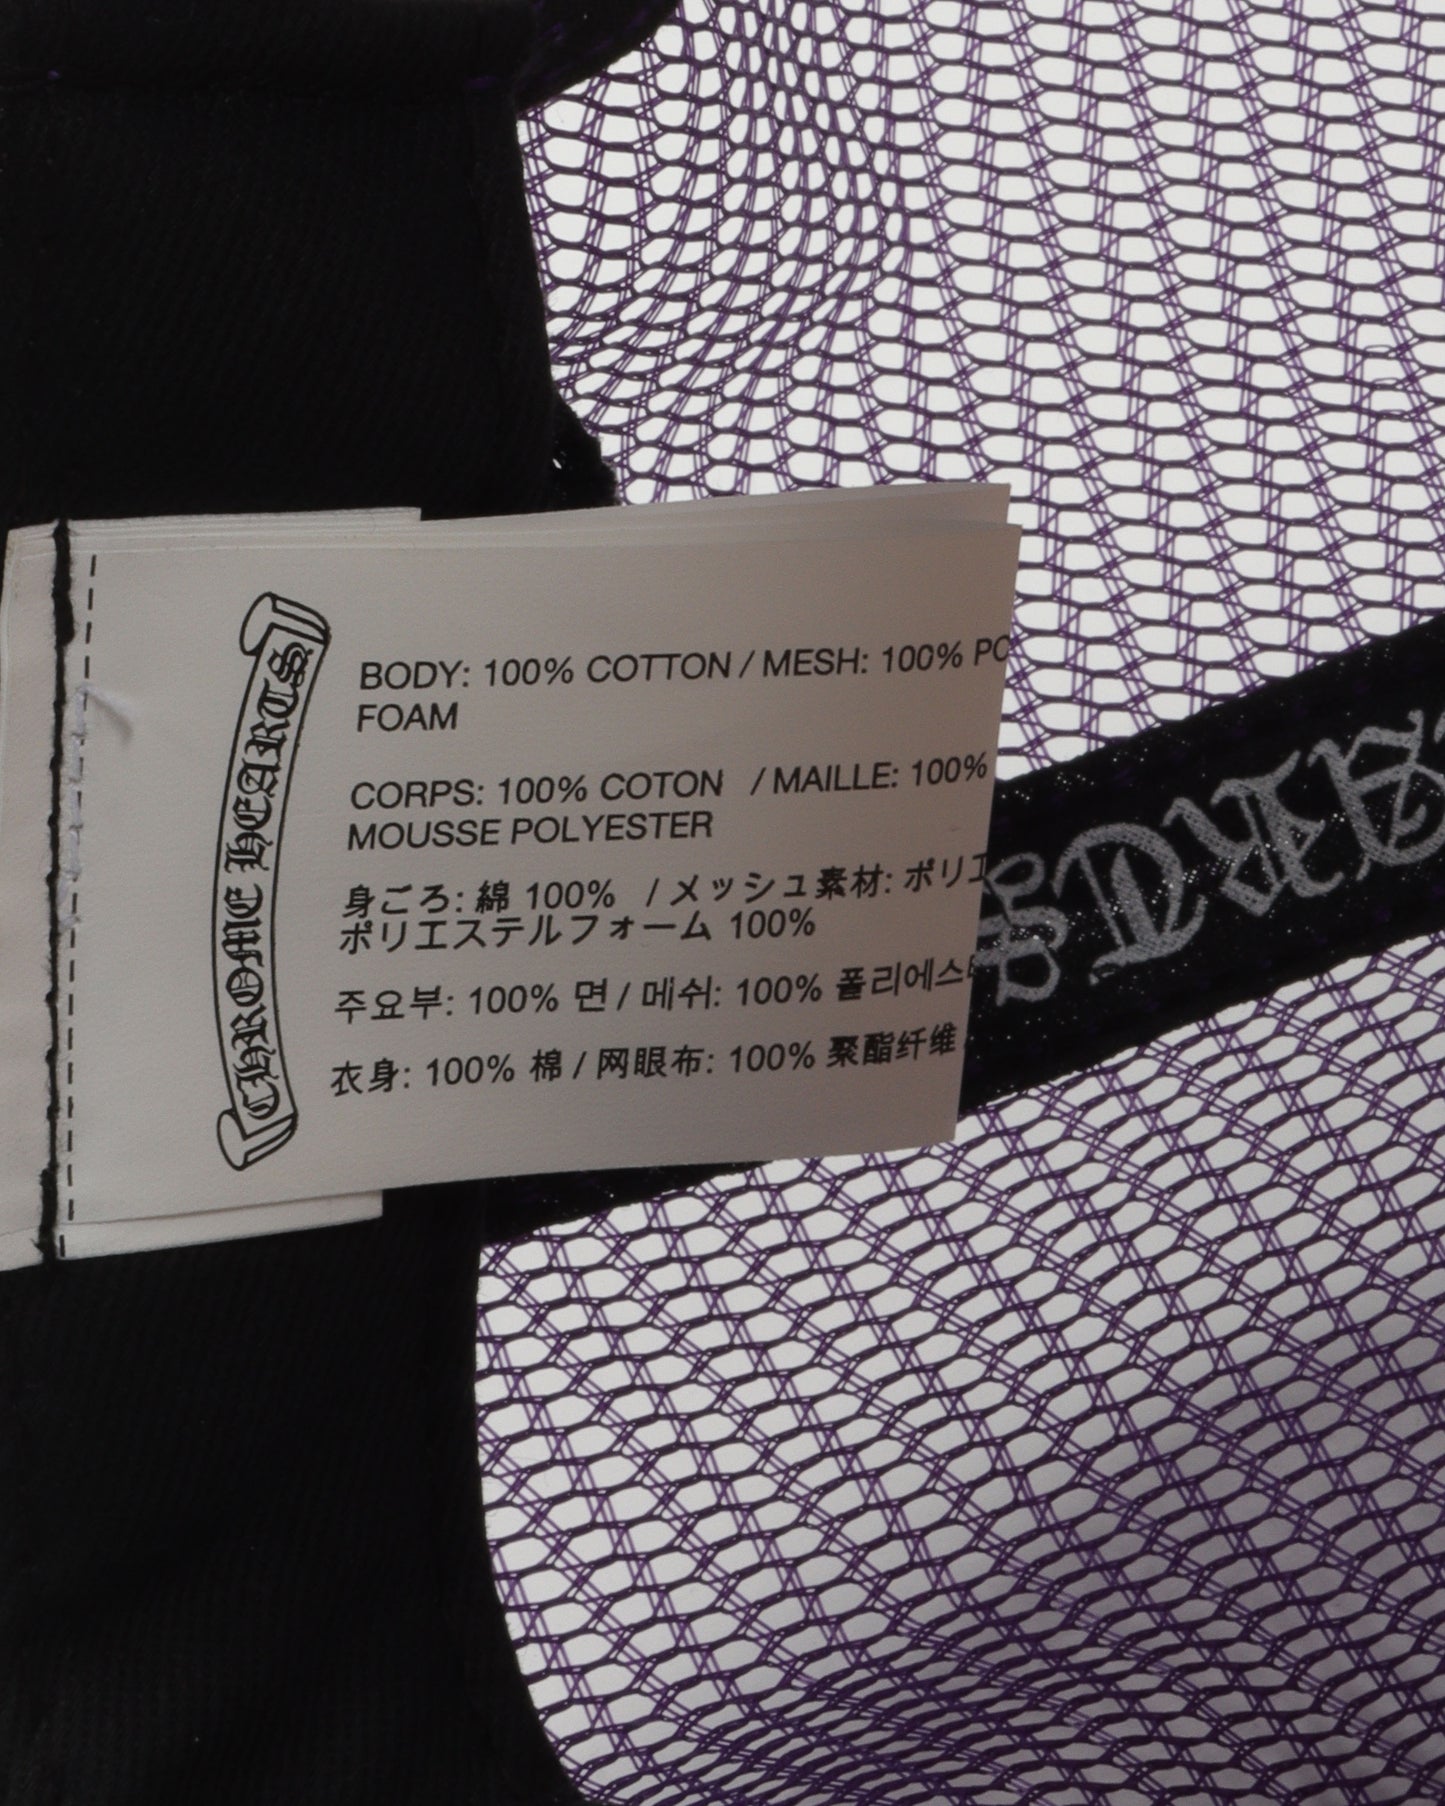 CHROME HEARTS
BODY: 100% COTTON / MESH: 100% PO
FOAM
CORPS: 100% COTON / MAILLE: 100%
MOUSSE POLYESTER
身ごろ: 綿 100% / メッシュ素材: ポリエ
ポリエステルフォーム 100%
주요부: 100% 면 / 메쉬: 100% 폴리에스
衣身: 100% 棉 / 网眼布: 100% 聚酯纤维